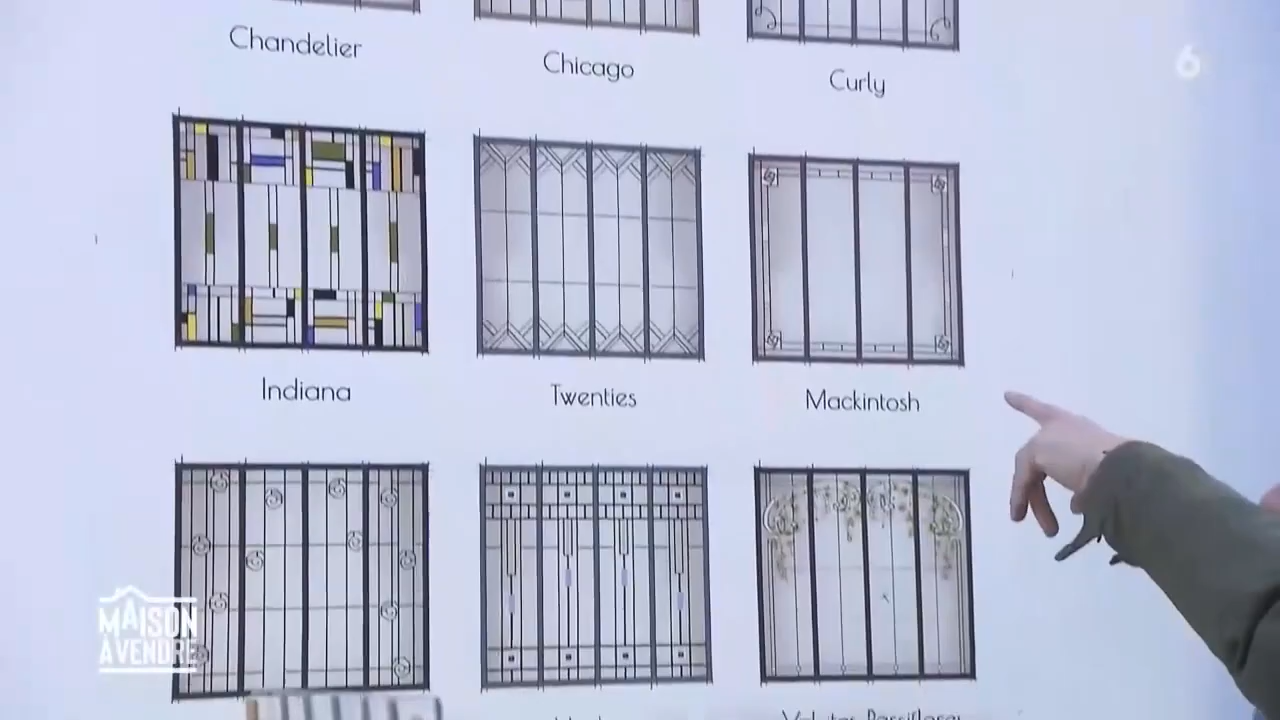 Chandelier
Chicago
Curly
6
Indiana
Twenties
Mackintosh
MAISON
A VENDRE